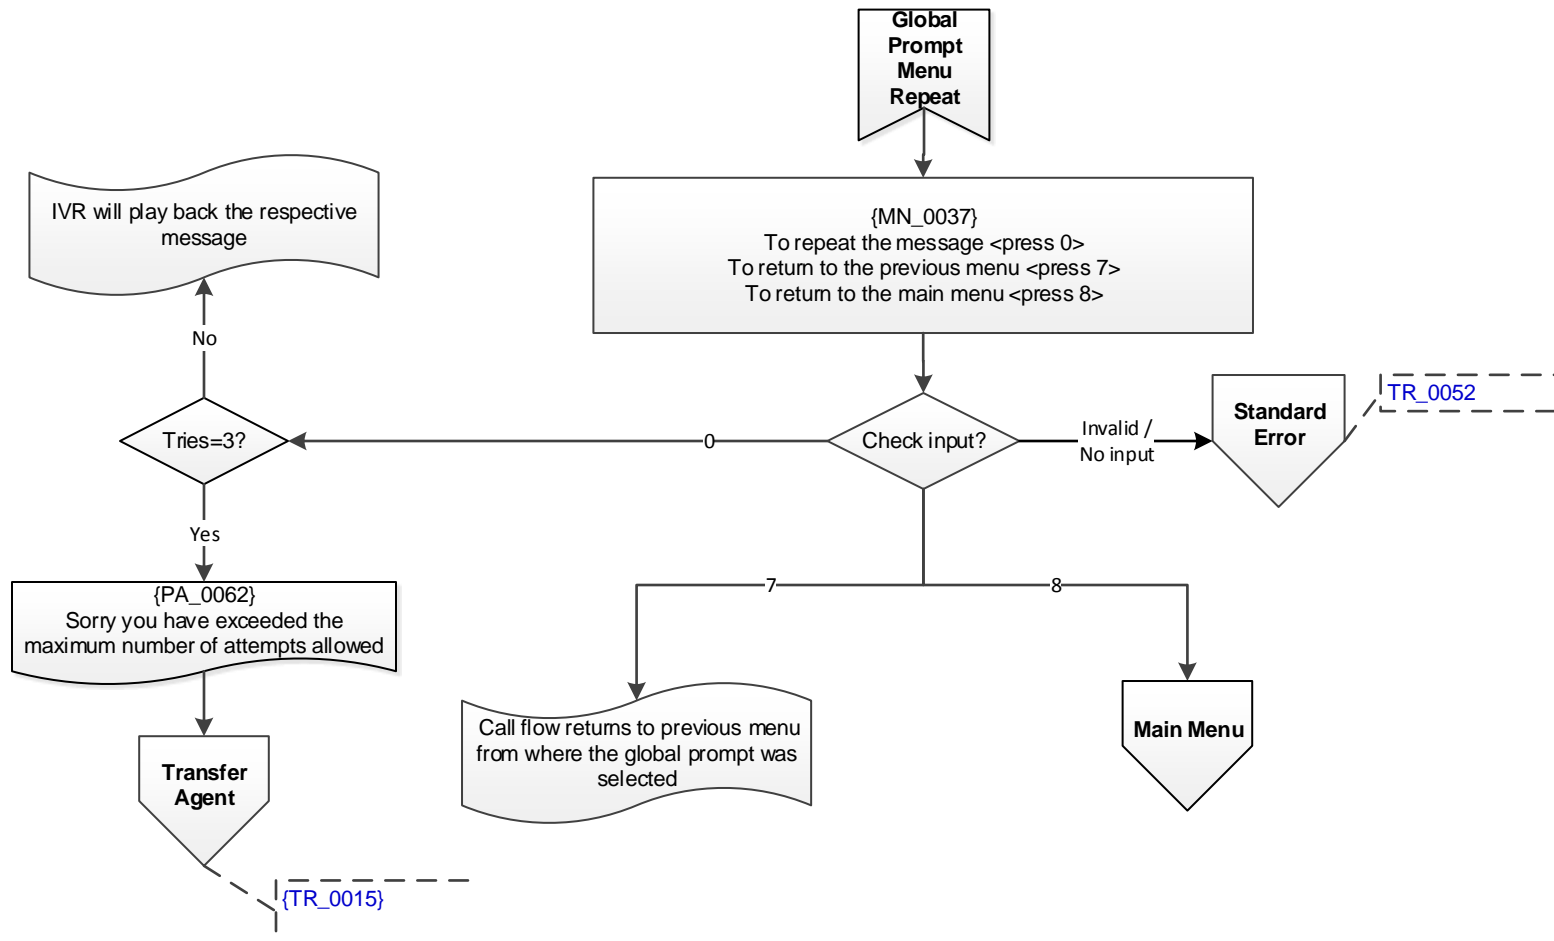 Global
Prompt
Menu
Repeat
{MN_0037}
To repeat the message <press 0>
To return to the previous menu <press 7>
To return to the main menu <press 8>
IVR will play back the respective
message
No
Tries=3?
0
Check input?
Invalid /
No input
Standard
Error
TR_0052
Yes
{PA_0062}
Sorry you have exceeded the
maximum number of attempts allowed
7
8
Call flow returns to previous menu
from where the global prompt was
selected
Main Menu
Transfer
Agent
{TR_0015}